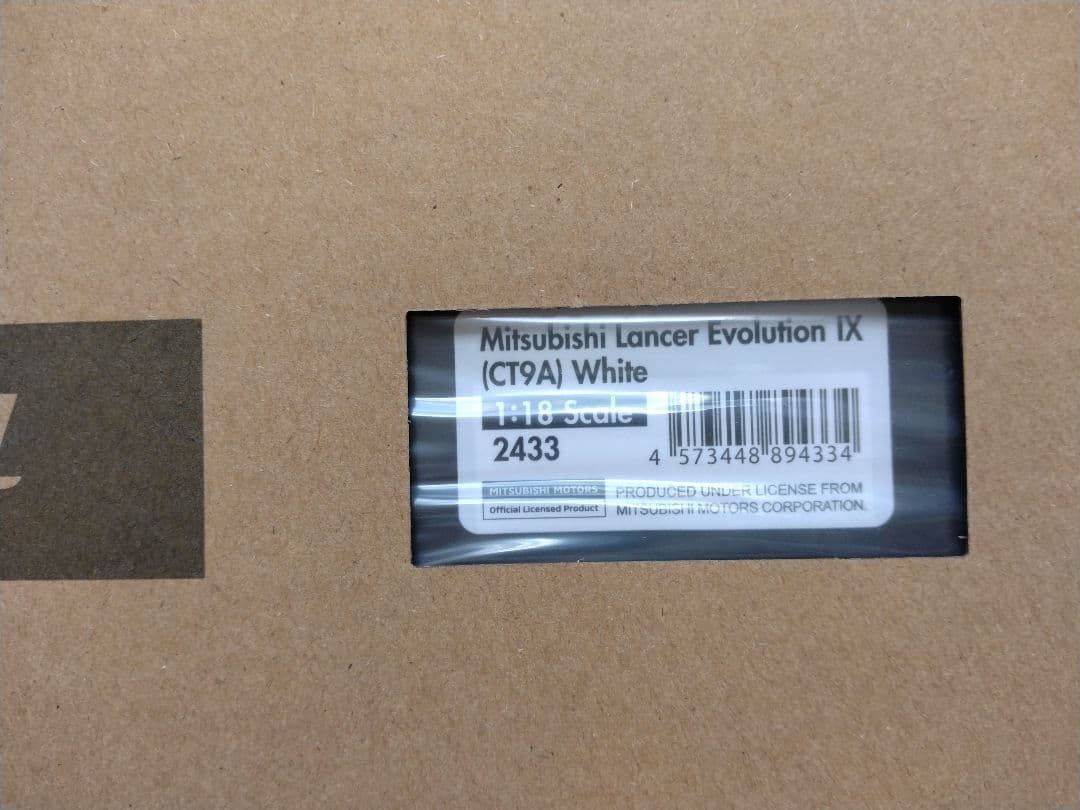 Mitsubishi Lancer Evolution IX
(CT9A) White
1:18 Scale
2433
4 573448 894334
MITSUBISHI MOTORS
Official Licensed Product
PRODUCED UNDER LICENSE FROM
MITSUBISHI MOTORS CORPORATION.